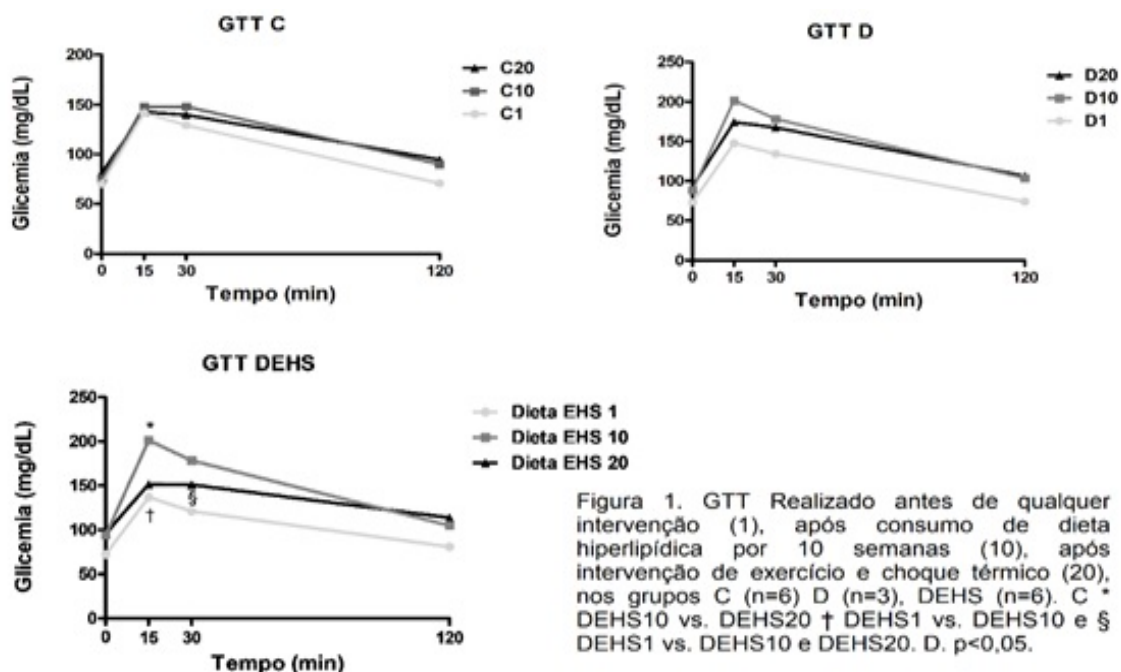 GTT C
200
150
100
50
0
Glicemia (mg/dL)
0 15 30 120
Tempo (min)
C20
C10
C1
GTT D
250
200
150
100
50
0
Glicemia (mg/dL)
0 15 30 120
Tempo (min)
D20
D10
D1
GTT DEHS
250
200
150
100
50
0
Glicemia (mg/dL)
*
†
§
0 15 30 120
Tempo (min)
Dieta EHS 1
Dieta EHS 10
Dieta EHS 20
Figura 1. GTT Realizado antes de qualquer
intervenção (1), após consumo de dieta
hiperlipídica por 10 semanas (10), após
intervenção de exercício e choque térmico (20),
nos grupos C (n=6) D (n=3), DEHS (n=6). C *
DEHS10 vs. DEHS20 † DEHS1 vs. DEHS10 e §
DEHS1 vs. DEHS10 e DEHS20. D. p<0,05.